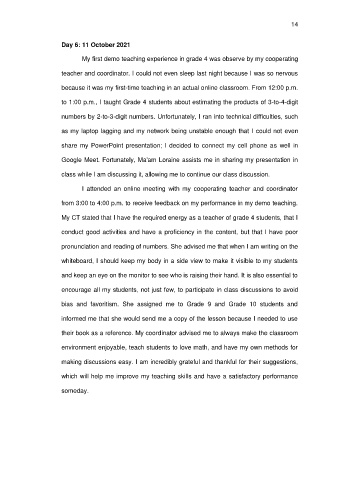 14
Day 6: 11 October 2021
My first demo teaching experience in grade 4 was observe by my cooperating
teacher and coordinator. I could not even sleep last night because I was so nervous
because it was my first-time teaching in an actual online classroom. From 12:00 p.m.
to 1:00 p.m., I taught Grade 4 students about estimating the products of 3-to-4-digit
numbers by 2-to-3-digit numbers. Unfortunately, I ran into technical difficulties, such
as my laptop lagging and my network being unstable enough that I could not even
share my PowerPoint presentation; I decided to connect my cell phone as well in
Google Meet. Fortunately, Ma'am Loraine assists me in sharing my presentation in
class while I am discussing it, allowing me to continue our class discussion.
I attended an online meeting with my cooperating teacher and coordinator
from 3:00 to 4:00 p.m. to receive feedback on my performance in my demo teaching.
My CT stated that I have the required energy as a teacher of grade 4 students, that I
conduct good activities and have a proficiency in the content, but that I have poor
pronunciation and reading of numbers. She advised me that when I am writing on the
whiteboard, I should keep my body in a side view to make it visible to my students
and keep an eye on the monitor to see who is raising their hand. It is also essential to
encourage all my students, not just few, to participate in class discussions to avoid
bias and favoritism. She assigned me to Grade 9 and Grade 10 students and
informed me that she would send me a copy of the lesson because I needed to use
their book as a reference. My coordinator advised me to always make the classroom
environment enjoyable, teach students to love math, and have my own methods for
making discussions easy. I am incredibly grateful and thankful for their suggestions,
which will help me improve my teaching skills and have a satisfactory performance
someday.